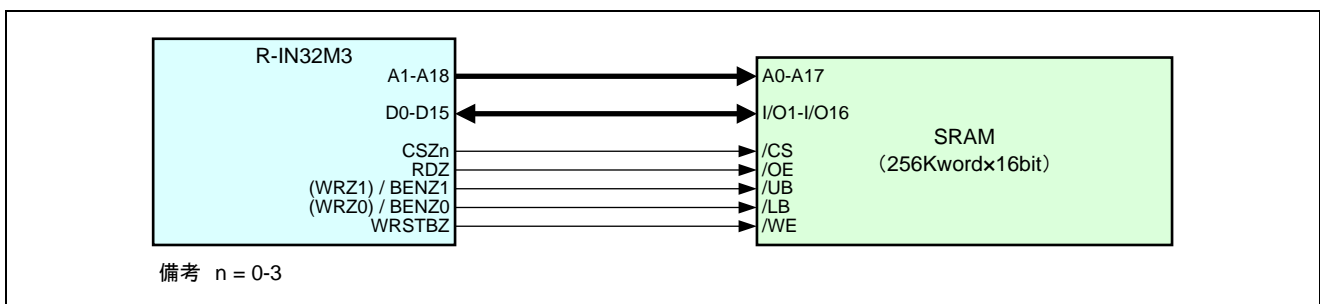 R-IN32M3
A1-A18
D0-D15
CSZn
RDZ
(WRZ1) / BENZ1
(WRZ0) / BENZ0
WRSTBZ
A0-A17
I/O1-I/O16
/CS
/OE
/UB
/LB
/WE
SRAM
（256Kword×16bit）
備考 n = 0-3